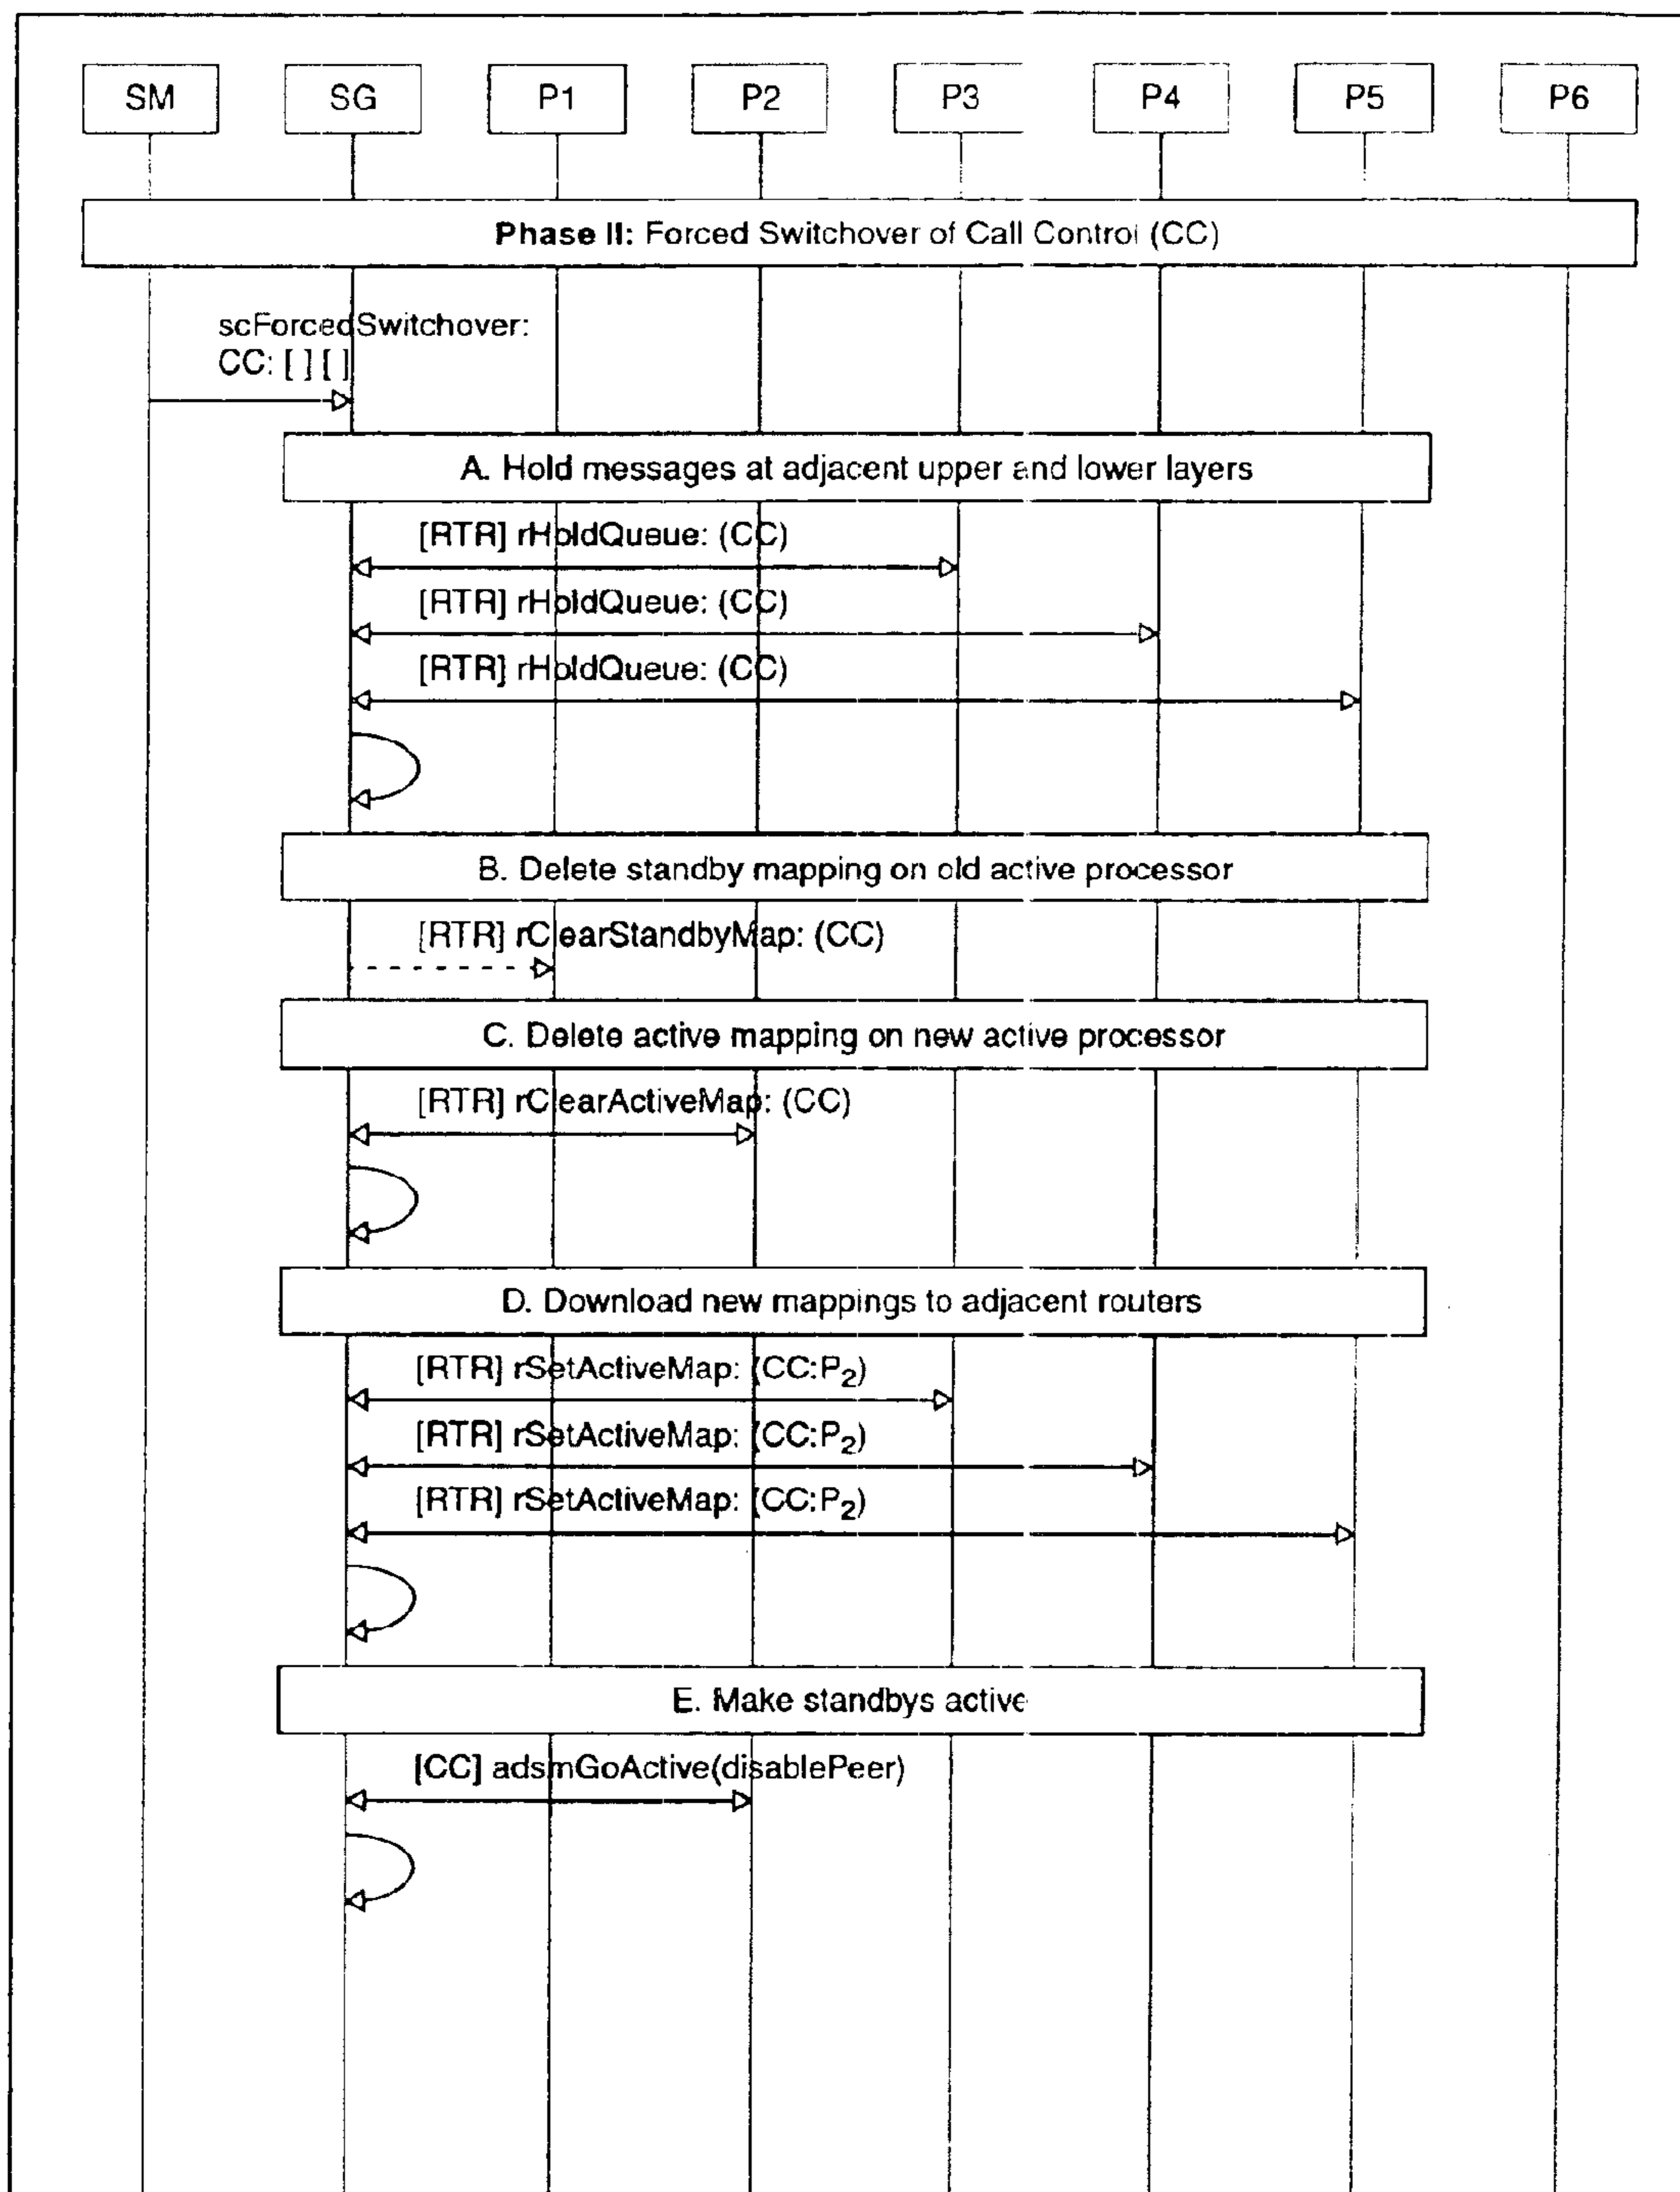 SM SG P1 P2 P3 P4 P5 P6
Phase II: Forced Switchover of Call Control (CC)
scForcedSwitchover:
CC: [ ] [ ]
A. Hold messages at adjacent upper and lower layers
[RTR] rHoldQueue: (CC)
[RTR] rHoldQueue: (CC)
[RTR] rHoldQueue: (CC)
B. Delete standby mapping on old active processor
[RTR] rClearStandbyMap: (CC)
C. Delete active mapping on new active processor
[RTR] rClearActiveMap: (CC)
D. Download new mappings to adjacent routers
[RTR] rSetActiveMap: (CC:P₂)
[RTR] rSetActiveMap: (CC:P₂)
[RTR] rSetActiveMap: (CC:P₂)
E. Make standbys active
[CC] adsmGoActive(disablePeer)